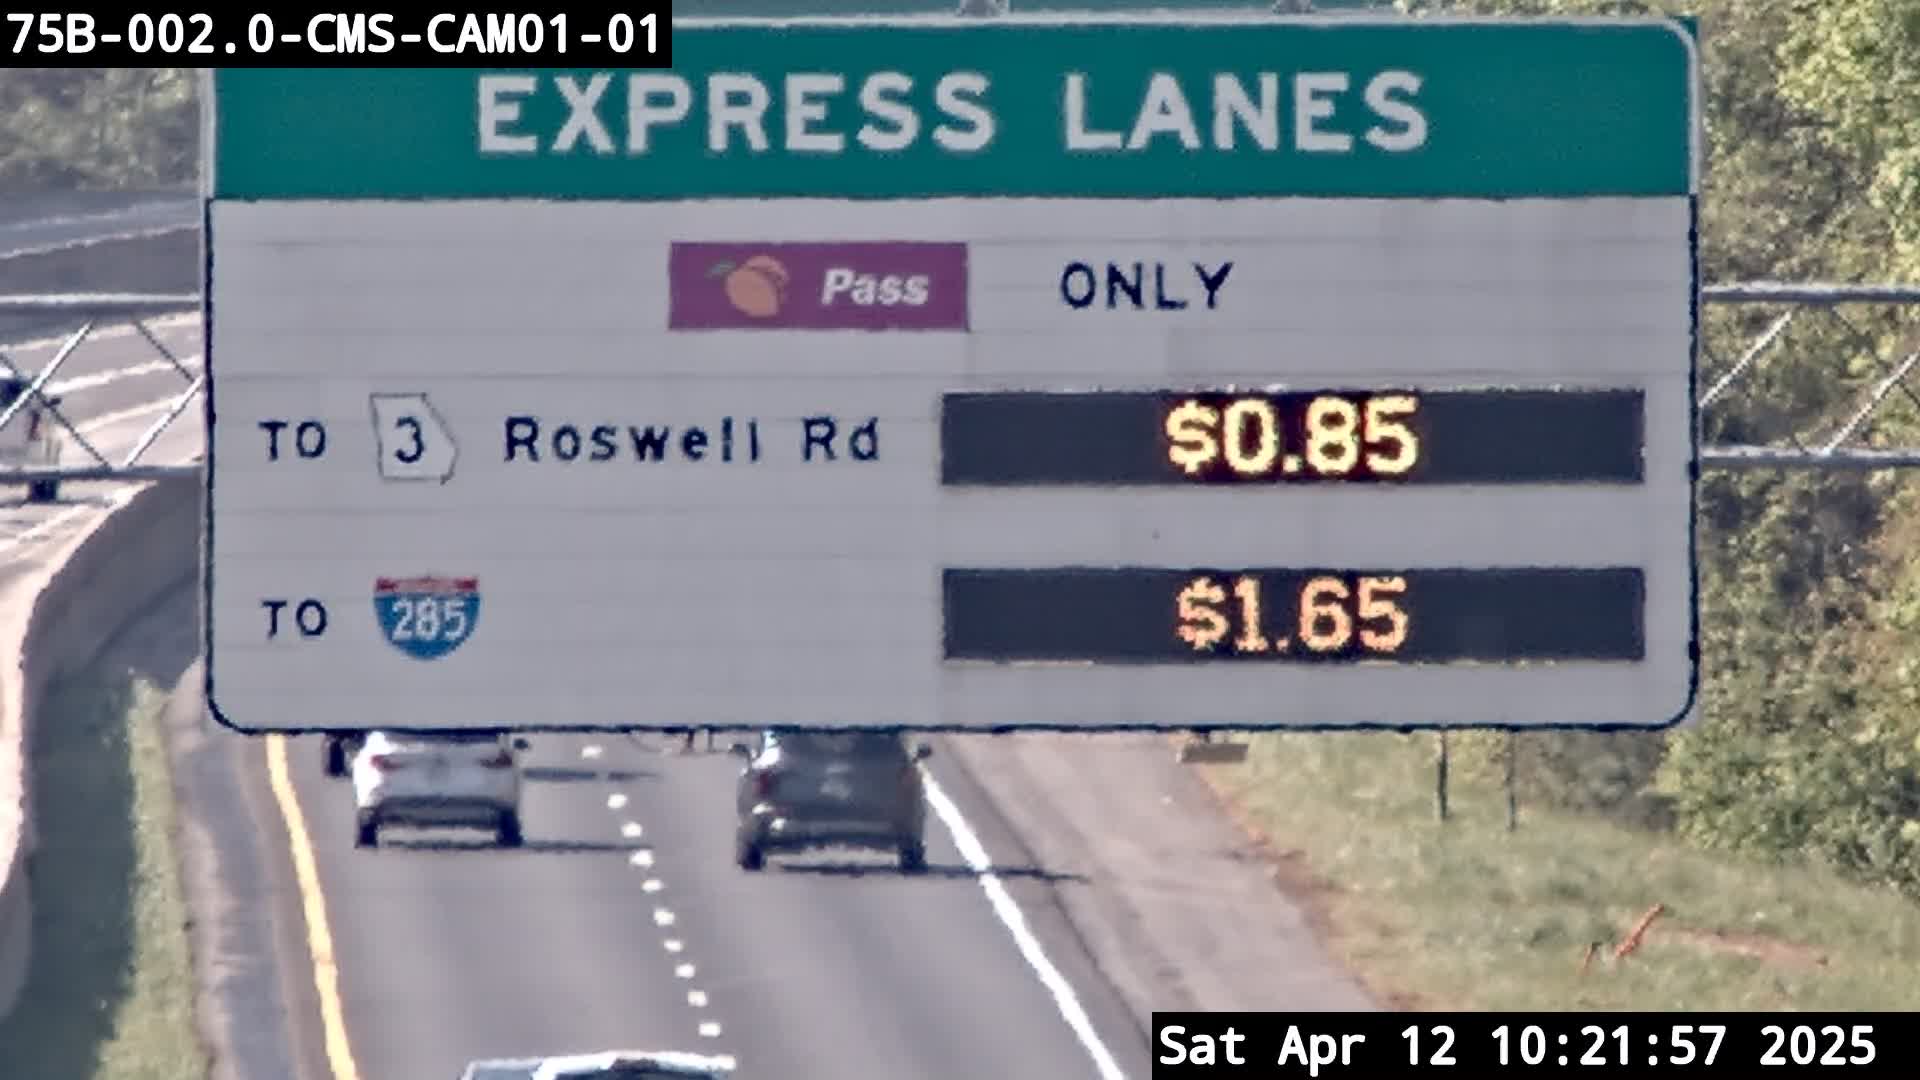 75B-002.0-CMS-CAM01-01
EXPRESS LANES
Pass ONLY
TO 3 Roswell Rd $0.85
TO 285 $1.65
Sat Apr 12 10:21:57 2025